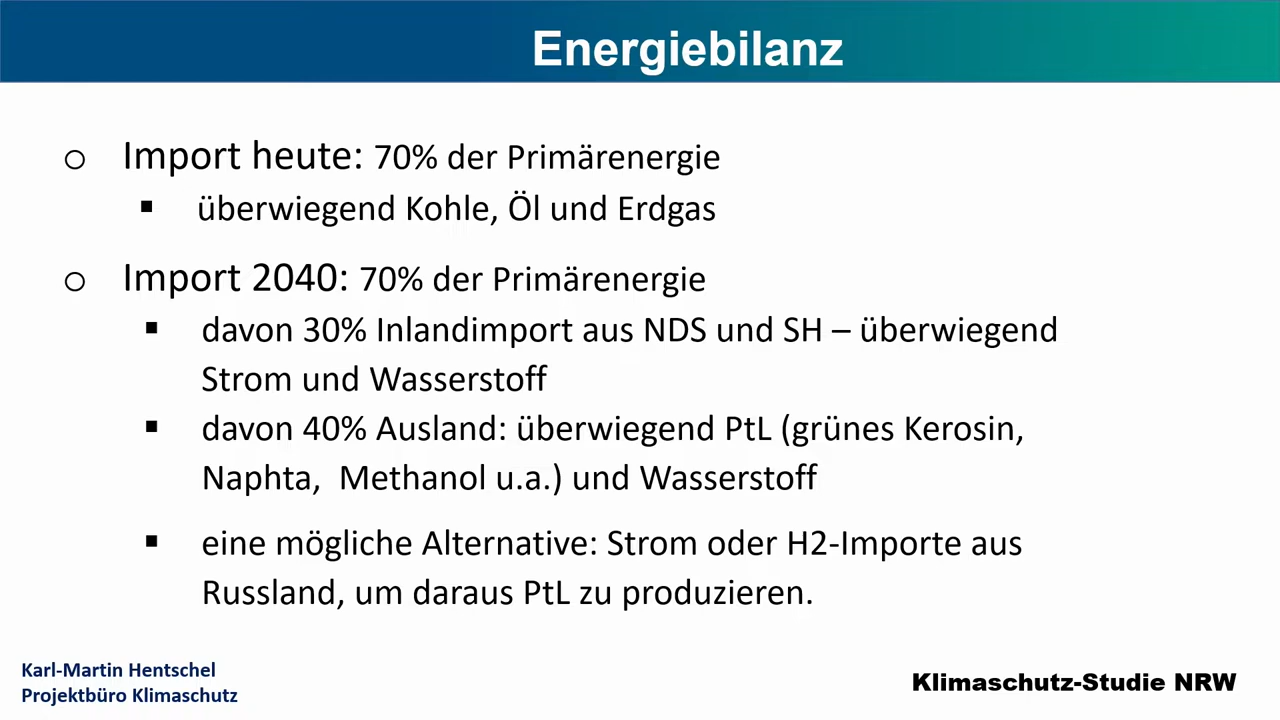 Energiebilanz
o Import heute: 70% der Primärenergie
▪ überwiegend Kohle, Öl und Erdgas
o Import 2040: 70% der Primärenergie
▪ davon 30% Inlandimport aus NDS und SH – überwiegend
Strom und Wasserstoff
▪ davon 40% Ausland: überwiegend PtL (grünes Kerosin,
Naphta, Methanol u.a.) und Wasserstoff
▪ eine mögliche Alternative: Strom oder H2-Importe aus
Russland, um daraus PtL zu produzieren.
Karl-Martin Hentschel
Projektbüro Klimaschutz
Klimaschutz-Studie NRW